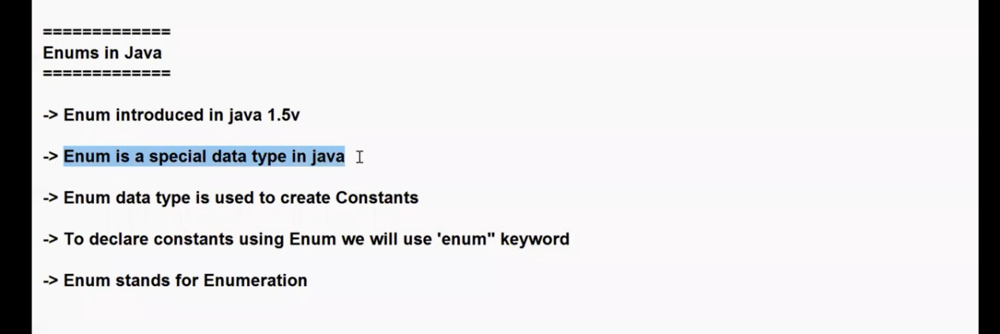 =============
Enums in Java
=============
-> Enum introduced in java 1.5v
-> Enum is a special data type in java
-> Enum data type is used to create Constants
-> To declare constants using Enum we will use 'enum" keyword
-> Enum stands for Enumeration